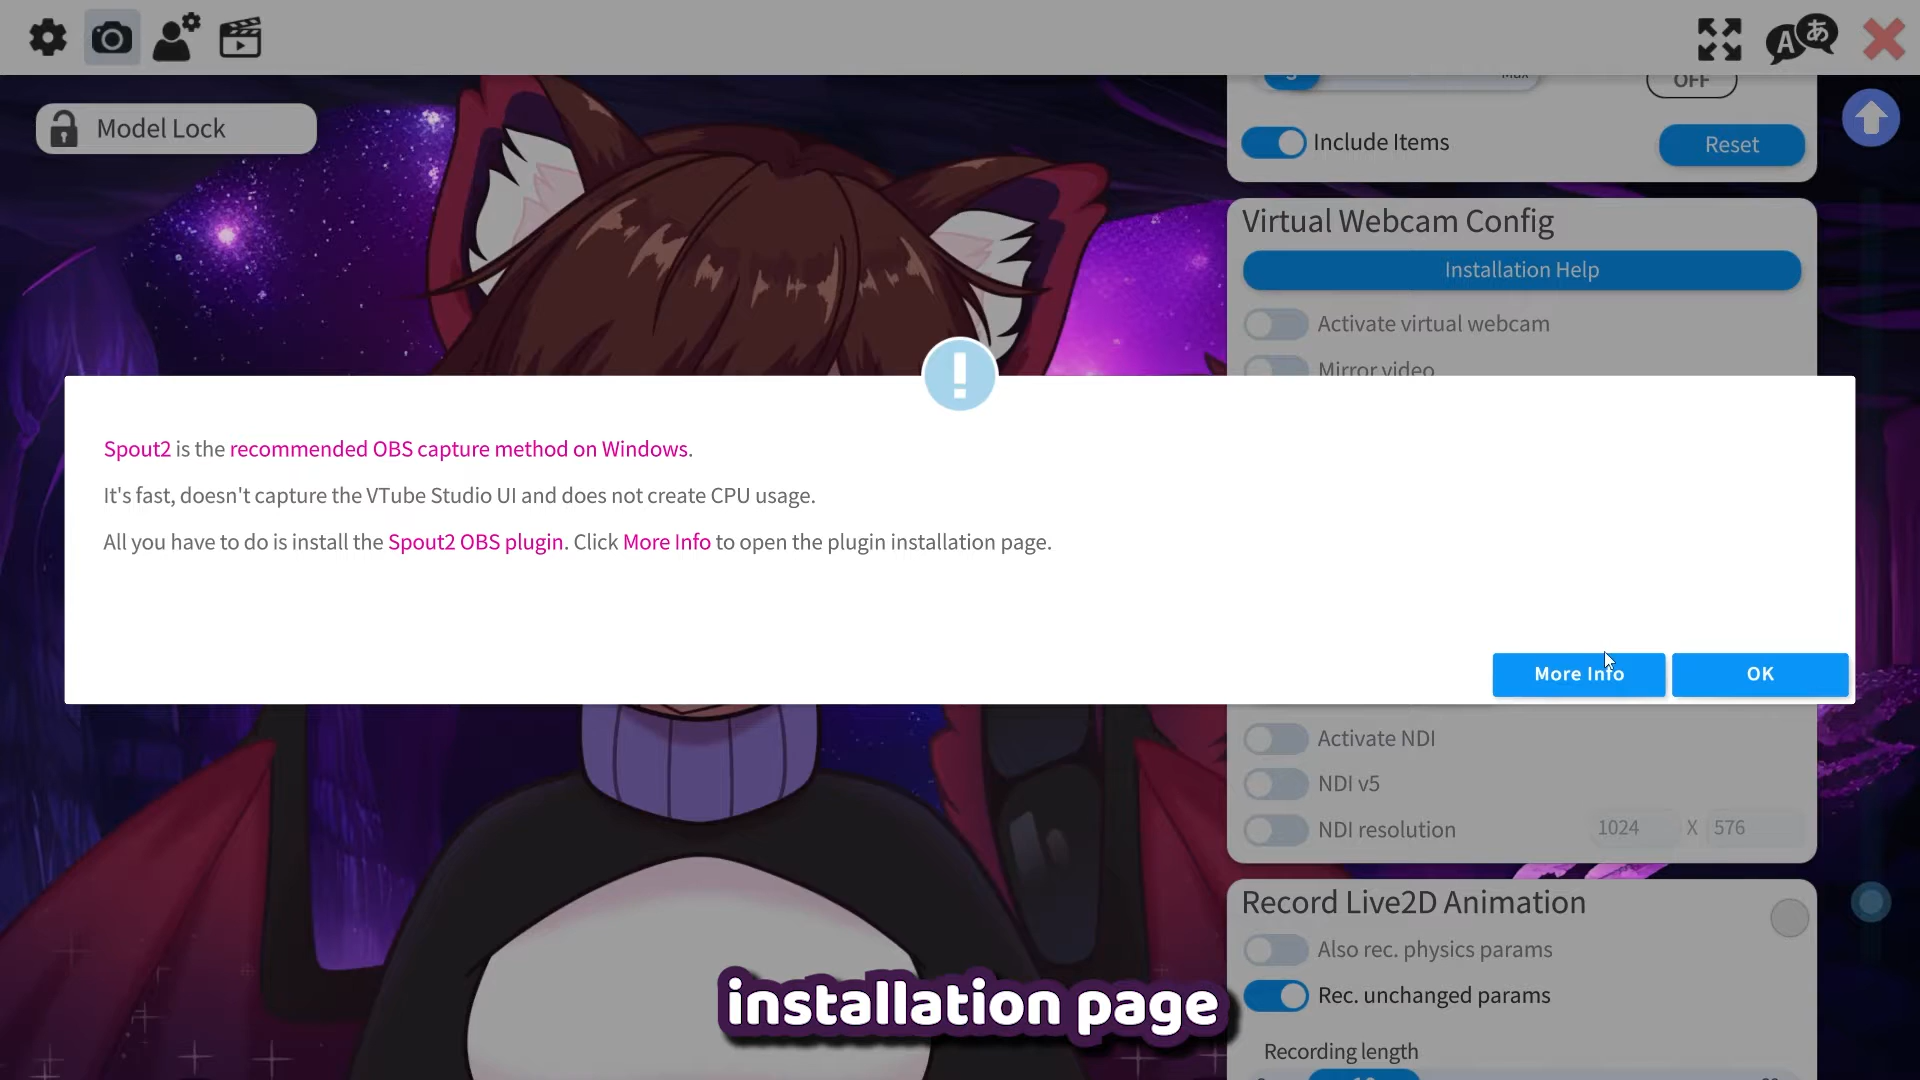 A あ
Model Lock
Max
OFF
Include Items
Reset
Virtual Webcam Config
Installation Help
Activate virtual webcam
Mirror video
Spout2 is the recommended OBS capture method on Windows.
It's fast, doesn't capture the VTube Studio UI and does not create CPU usage.
All you have to do is install the Spout2 OBS plugin. Click More Info to open the plugin installation page.
More Info
OK
Activate NDI
NDI v5
NDI resolution
1024 X 576
Record Live2D Animation
Also rec. physics params
Rec. unchanged params
installation page
Recording length